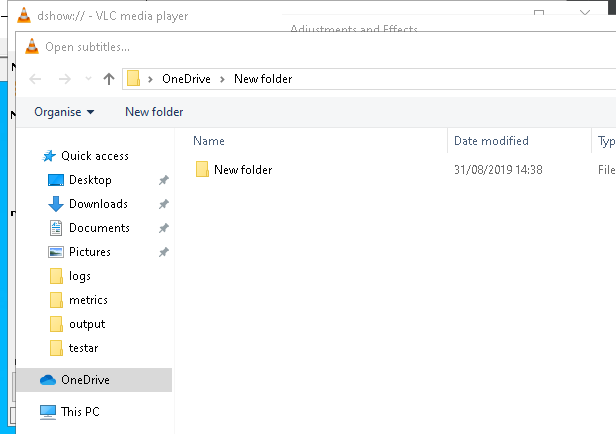 dshow:// - VLC media player
Adjustments and Effects
Open subtitles...
OneDrive New folder
Organise New folder
Name Date modified Typ
Quick access
New folder 31/08/2019 14:38 File
Desktop
Downloads
Documents
Pictures
logs
metrics
output
testar
OneDrive
This PC